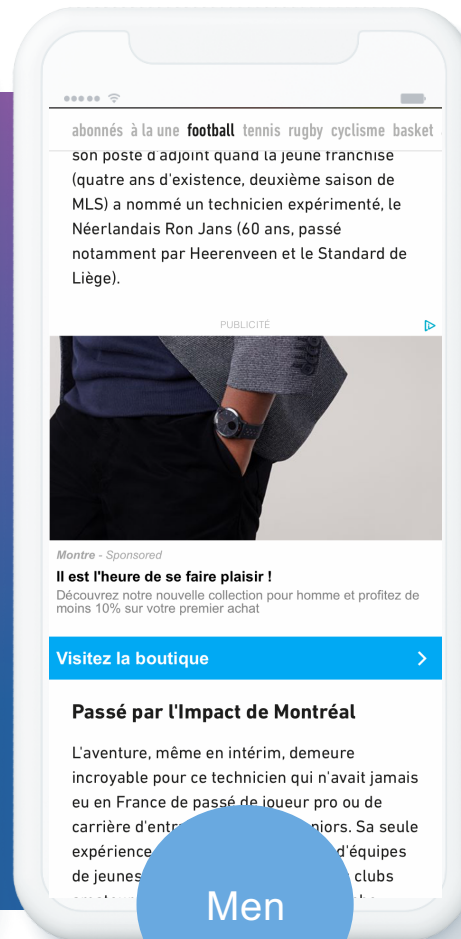 abonnés à la une football tennis rugby cyclisme basket
son poste d'adjoint quand la jeune franchise
(quatre ans d'existence, deuxième saison de
MLS) a nommé un technicien expérimenté, le
Néerlandais Ron Jans (60 ans, passé
notamment par Heerenveen et le Standard de
Liège).
PUBLICITÉ
Montre - Sponsored
Il est l'heure de se faire plaisir !
Découvrez notre nouvelle collection pour homme et profitez de
moins 10% sur votre premier achat
Visitez la boutique
Passé par l'Impact de Montréal
L'aventure, même en intérim, demeure
incroyable pour ce technicien qui n'avait jamais
eu en France de passé de joueur pro ou de
carrière Sa seule
expérience d'équipes
de jeunes clubs
Men